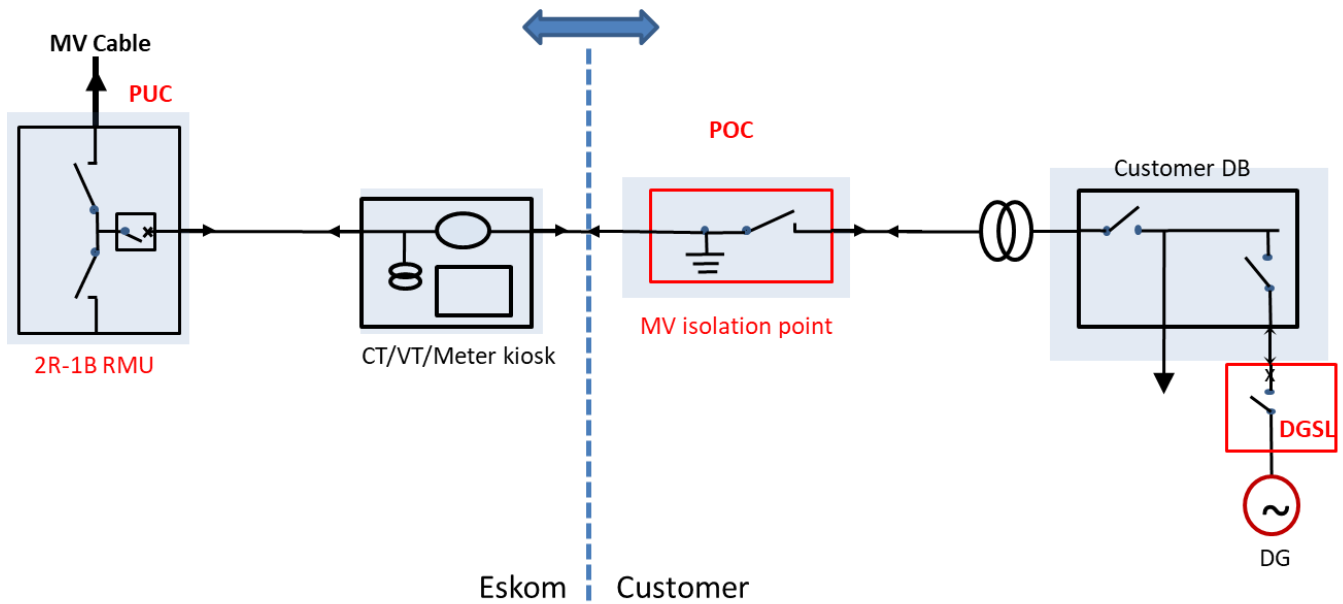 MV Cable
PUC
POC
Customer DB
MV isolation point
2R-1B RMU
CT/VT/Meter kiosk
DGSL
~
DG
Eskom
Customer